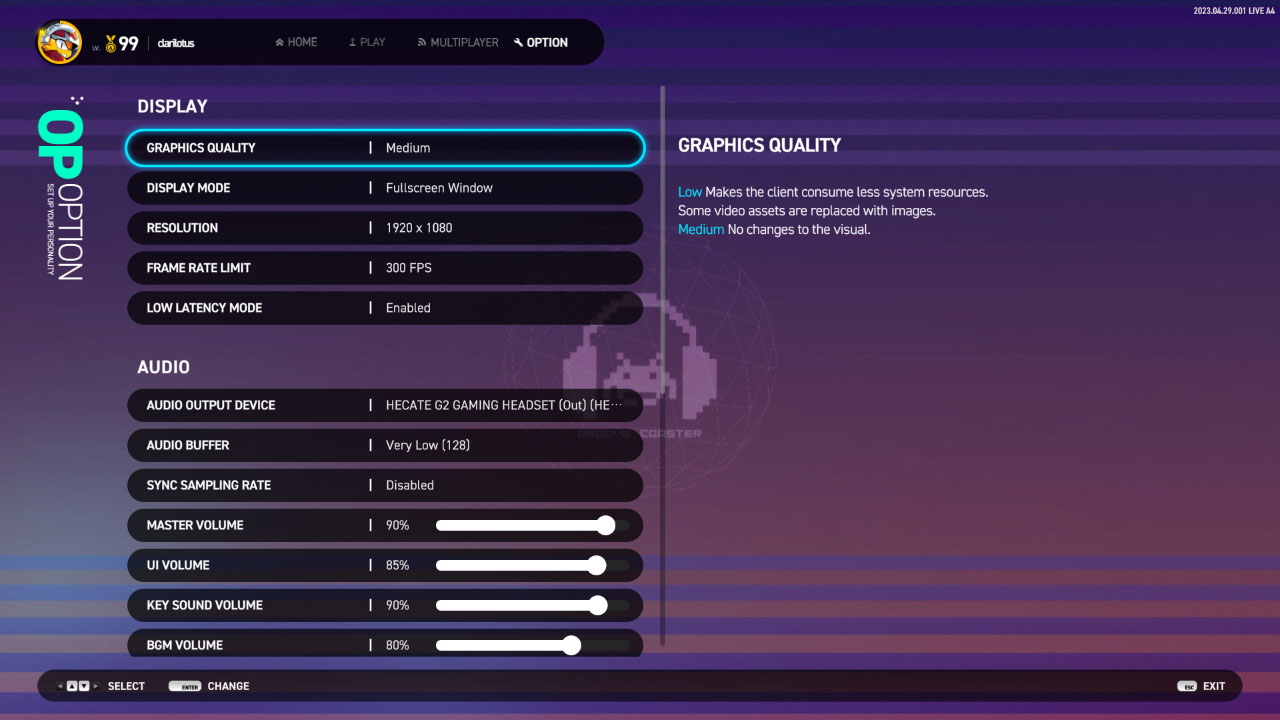 2023.04.29.001 LIVE A4
LV. 99 darilotus HOME PLAY MULTIPLAYER OPTION
OP
OPTION
SET UP YOUR PERSONALITY
DISPLAY
GRAPHICS QUALITY | Medium
DISPLAY MODE | Fullscreen Window
RESOLUTION | 1920 x 1080
FRAME RATE LIMIT | 300 FPS
LOW LATENCY MODE | Enabled
AUDIO
AUDIO OUTPUT DEVICE | HECATE G2 GAMING HEADSET (Out) (HE···
AUDIO BUFFER | Very Low (128)
SYNC SAMPLING RATE | Disabled
MASTER VOLUME | 90%
UI VOLUME | 85%
KEY SOUND VOLUME | 90%
BGM VOLUME | 80%
GRAPHICS QUALITY
Low Makes the client consume less system resources.
Some video assets are replaced with images.
Medium No changes to the visual.
GROOVE COASTER
SELECT ENTER CHANGE
ESC EXIT